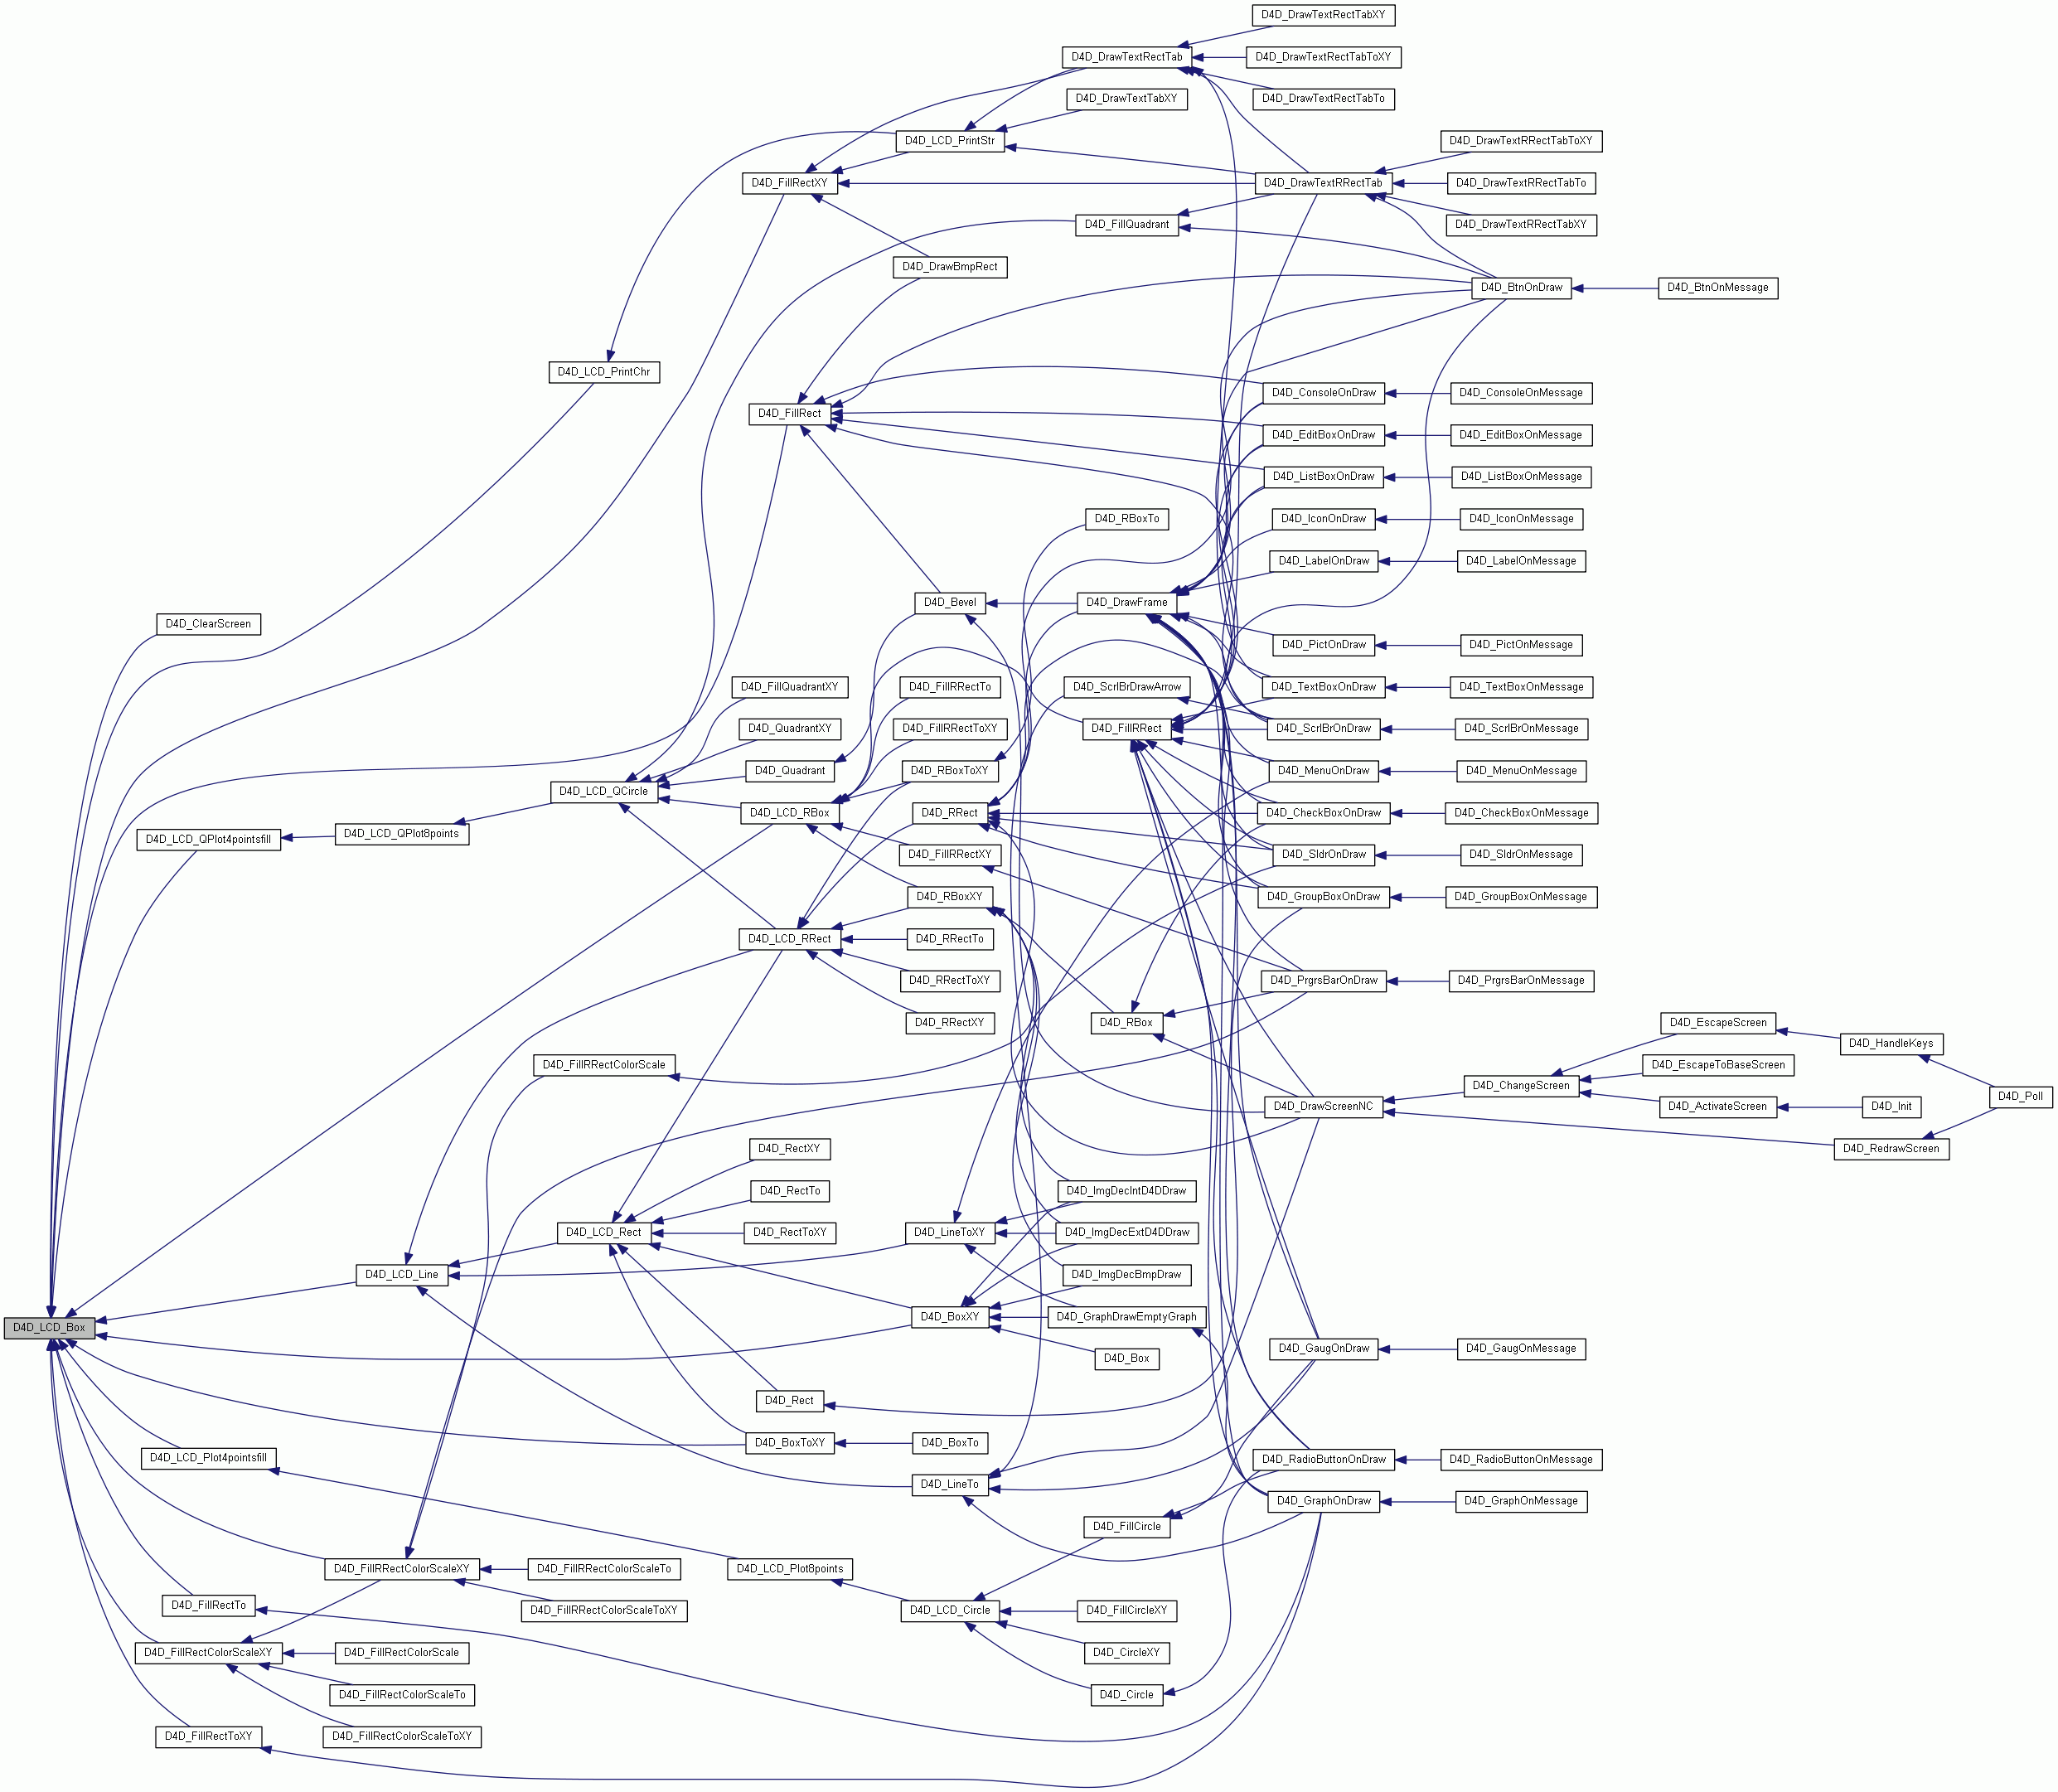 D4D_DrawTextRectTabXY
D4D_DrawTextRectTab
D4D_DrawTextRectTabToXY
D4D_DrawTextTabXY
D4D_DrawTextRectTabTo
D4D_LCD_PrintStr
D4D_DrawTextRRectTabToXY
D4D_FillRectXY
D4D_DrawTextRRectTab
D4D_DrawTextRRectTabTo
D4D_FillQuadrant
D4D_DrawTextRRectTabXY
D4D_DrawBmpRect
D4D_BtnOnDraw
D4D_BtnOnMessage
D4D_LCD_PrintChr
D4D_ConsoleOnDraw
D4D_ConsoleOnMessage
D4D_FillRect
D4D_EditBoxOnDraw
D4D_EditBoxOnMessage
D4D_ListBoxOnDraw
D4D_ListBoxOnMessage
D4D_RBoxTo
D4D_IconOnDraw
D4D_IconOnMessage
D4D_LabelOnDraw
D4D_LabelOnMessage
D4D_ClearScreen
D4D_Bevel
D4D_DrawFrame
D4D_PictOnDraw
D4D_PictOnMessage
D4D_FillQuadrantXY
D4D_FillRRectTo
D4D_ScrlBrDrawArrow
D4D_TextBoxOnDraw
D4D_TextBoxOnMessage
D4D_QuadrantXY
D4D_FillRRectToXY
D4D_FillRRect
D4D_ScrlBrOnDraw
D4D_ScrlBrOnMessage
D4D_Quadrant
D4D_RBoxToXY
D4D_MenuOnDraw
D4D_MenuOnMessage
D4D_LCD_QCircle
D4D_LCD_RBox
D4D_RRect
D4D_CheckBoxOnDraw
D4D_CheckBoxOnMessage
D4D_LCD_QPlot4pointsfill
D4D_LCD_QPlot8points
D4D_FillRRectXY
D4D_SldrOnDraw
D4D_SldrOnMessage
D4D_RBoxXY
D4D_GroupBoxOnDraw
D4D_GroupBoxOnMessage
D4D_LCD_RRect
D4D_RRectTo
D4D_RRectToXY
D4D_PrgrsBarOnDraw
D4D_PrgrsBarOnMessage
D4D_RRectXY
D4D_RBox
D4D_EscapeScreen
D4D_HandleKeys
D4D_FillRRectColorScale
D4D_EscapeToBaseScreen
D4D_ChangeScreen
D4D_Poll
D4D_DrawScreenNC
D4D_ActivateScreen
D4D_Init
D4D_RectXY
D4D_RedrawScreen
D4D_RectTo
D4D_ImgDecIntD4DDraw
D4D_LCD_Rect
D4D_RectToXY
D4D_LineToXY
D4D_ImgDecExtD4DDraw
D4D_LCD_Line
D4D_ImgDecBmpDraw
D4D_LCD_Box
D4D_BoxXY
D4D_GraphDrawEmptyGraph
D4D_Box
D4D_GaugOnDraw
D4D_GaugOnMessage
D4D_Rect
D4D_BoxToXY
D4D_BoxTo
D4D_LCD_Plot4pointsfill
D4D_RadioButtonOnDraw
D4D_RadioButtonOnMessage
D4D_LineTo
D4D_GraphOnDraw
D4D_GraphOnMessage
D4D_FillCircle
D4D_FillRRectColorScaleXY
D4D_FillRRectColorScaleTo
D4D_LCD_Plot8points
D4D_FillRectTo
D4D_FillRRectColorScaleToXY
D4D_LCD_Circle
D4D_FillCircleXY
D4D_FillRectColorScaleXY
D4D_FillRectColorScale
D4D_CircleXY
D4D_FillRectColorScaleTo
D4D_Circle
D4D_FillRectToXY
D4D_FillRectColorScaleToXY